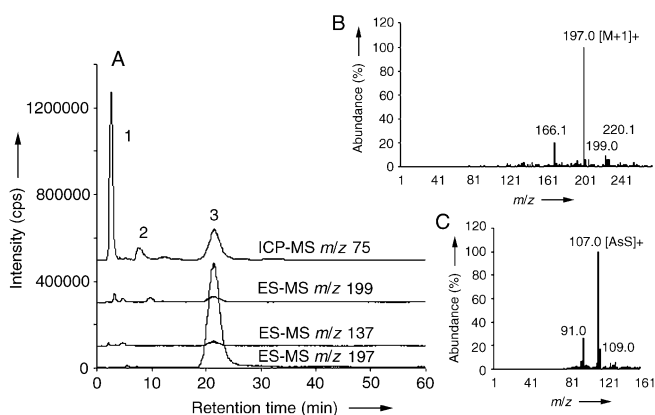 A
Intensity (cps)
1200000
800000
400000
0
1
2
3
ICP-MS m/z 75
ES-MS m/z 199
ES-MS m/z 137
ES-MS m/z 197
0 10 20 30 40 50 60
Retention time (min)
B
Abundance (%)
120
100
80
60
40
20
0
197.0 [M+1]+
166.1
220.1
199.0
1 41 81 121 161 201 241
m/z
C
Abundance (%)
120
100
80
60
40
20
0
107.0 [AsS]+
91.0
109.0
1 41 81 121 161
m/z